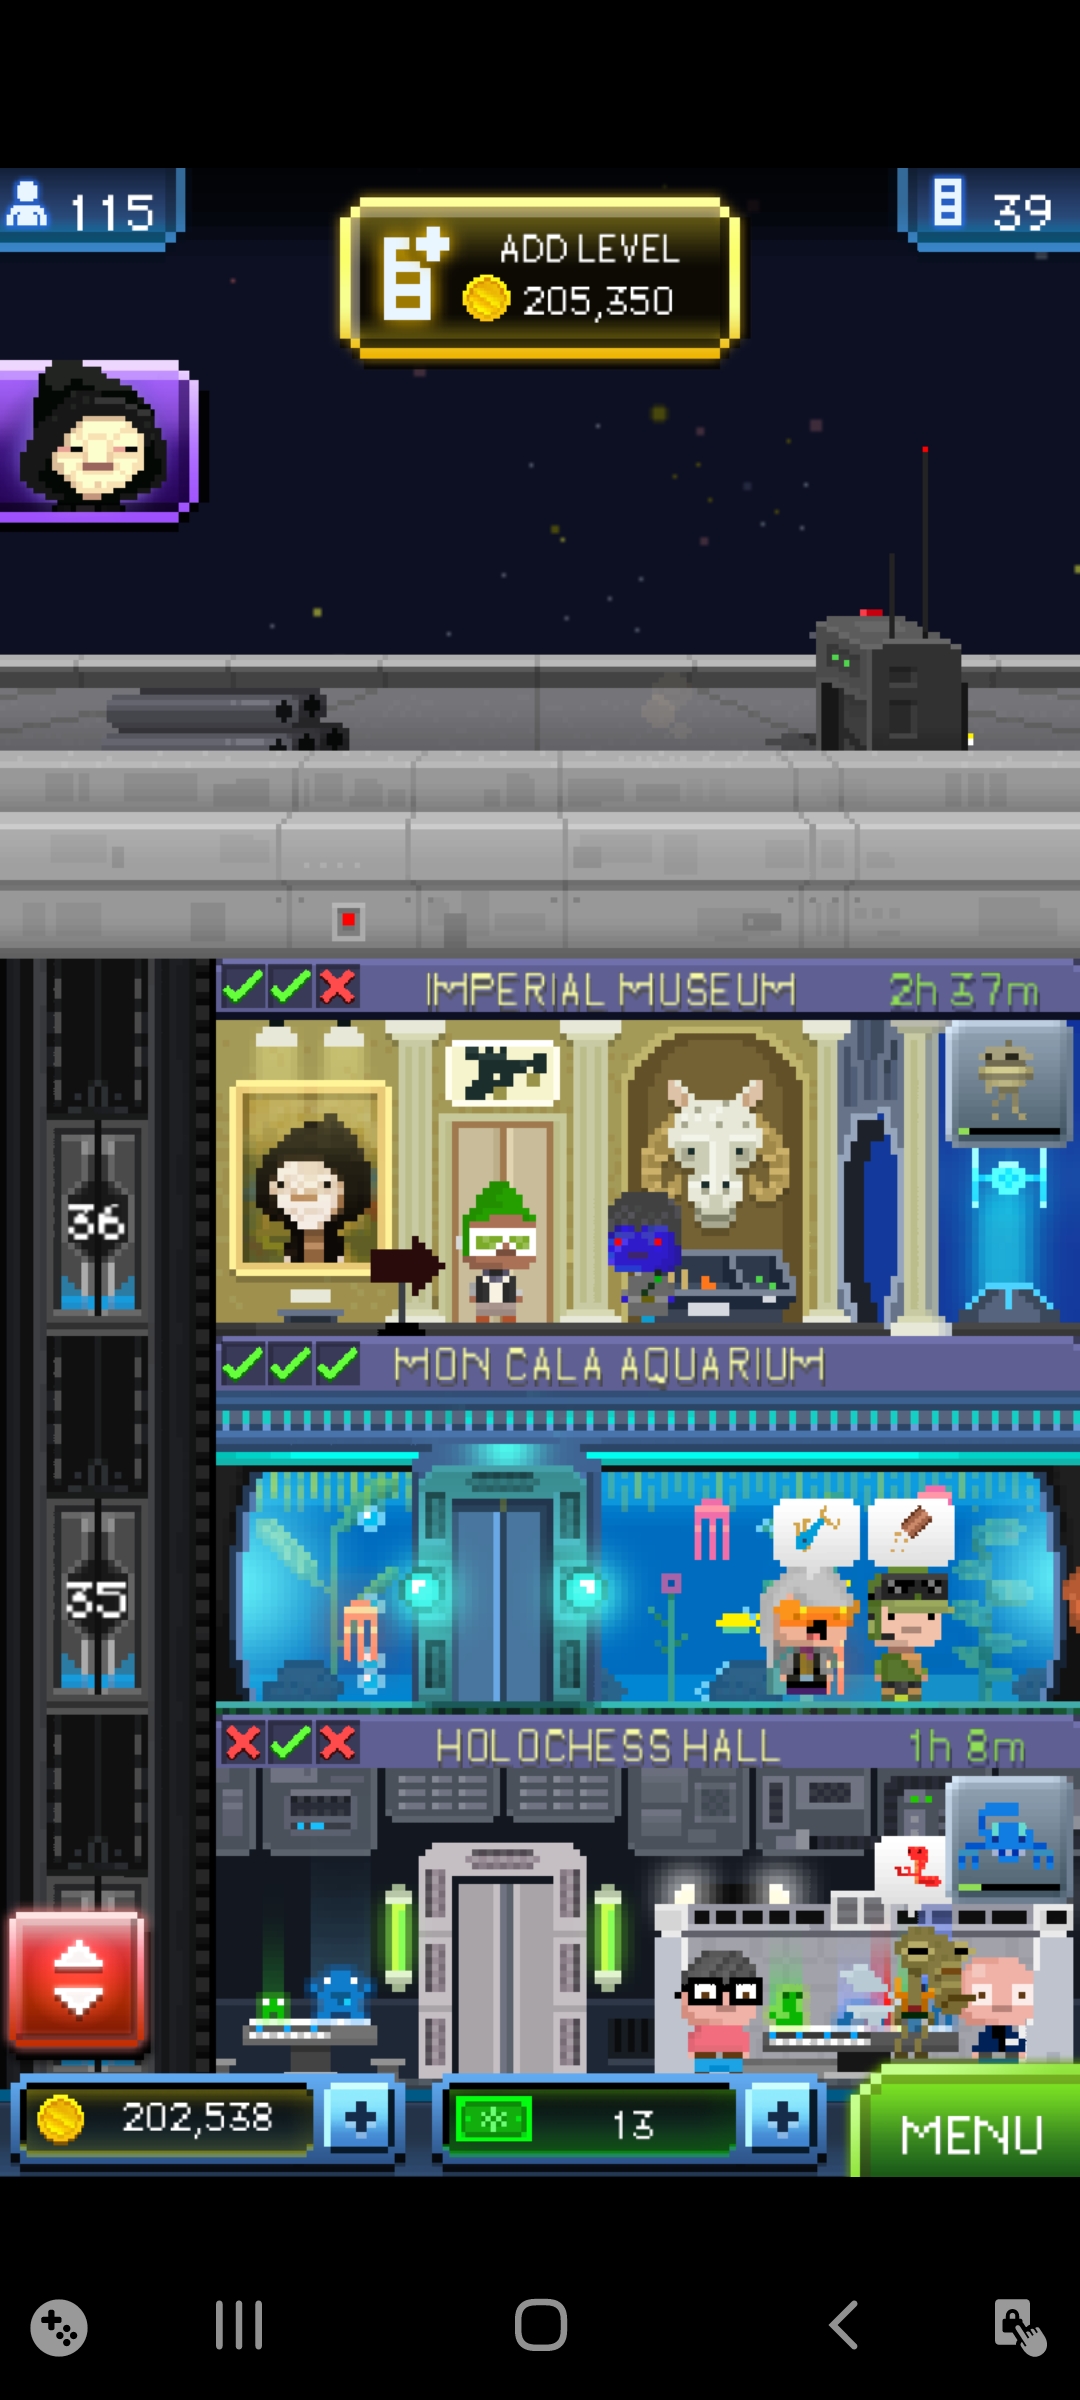 115
ADD LEVEL
205,350
39
IMPERIAL MUSEUM
2h 37m
36
MON CALA AQUARIUM
35
HOLOCHESS HALL
1h 8m
202,538
13
MENU